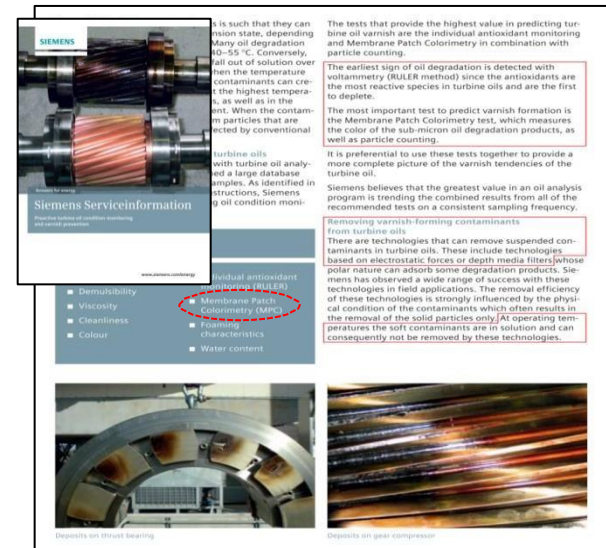 SIEMENS
Answers for energy.
Siemens Serviceinformation
Proactive turbine oil condition monitoring
and varnish prevention
www.siemens.com/energy
s is such that they can
nsion state, depending
Many oil degradation
40–55 °C. Conversely,
fall out of solution over
when the temperature
contaminants can cre-
t the highest tempera-
s, as well as in the
ent. When the contam-
m particles that are
fected by conventional
turbine oils
with turbine oil analy-
ned a large database
amples. As identified in
structions, Siemens
g oil condition moni-
Demulsibility
Viscosity
Cleanliness
Colour
Individual antioxidant
monitoring (RULER)
Membrane Patch
Colorimetry (MPC)
Foaming
characteristics
Water content
The tests that provide the highest value in predicting tur-
bine oil varnish are the individual antioxidant monitoring
and Membrane Patch Colorimetry in combination with
particle counting.
The earliest sign of oil degradation is detected with
voltammetry (RULER method) since the antioxidants are
the most reactive species in turbine oils and are the first
to deplete.
The most important test to predict varnish formation is
the Membrane Patch Colorimetry test, which measures
the color of the sub-micron oil degradation products, as
well as particle counting.
It is preferential to use these tests together to provide a
more complete picture of the varnish tendencies of the
turbine oil.
Siemens believes that the greatest value in an oil analysis
program is trending the combined results from all of the
recommended tests on a consistent sampling frequency.
Removing varnish-forming contaminants
from turbine oils
There are technologies that can remove suspended con-
taminants in turbine oils. These include technologies
based on electrostatic forces or depth media filters whose
polar nature can adsorb some degradation products. Sie-
mens has observed a wide range of success with these
technologies in field applications. The removal efficiency
of these technologies is strongly influenced by the physi-
cal condition of the contaminants which often results in
the removal of the solid particles only. At operating tem-
peratures the soft contaminants are in solution and can
consequently not be removed by these technologies.
Deposits on thrust bearing
Deposits on gear compressor